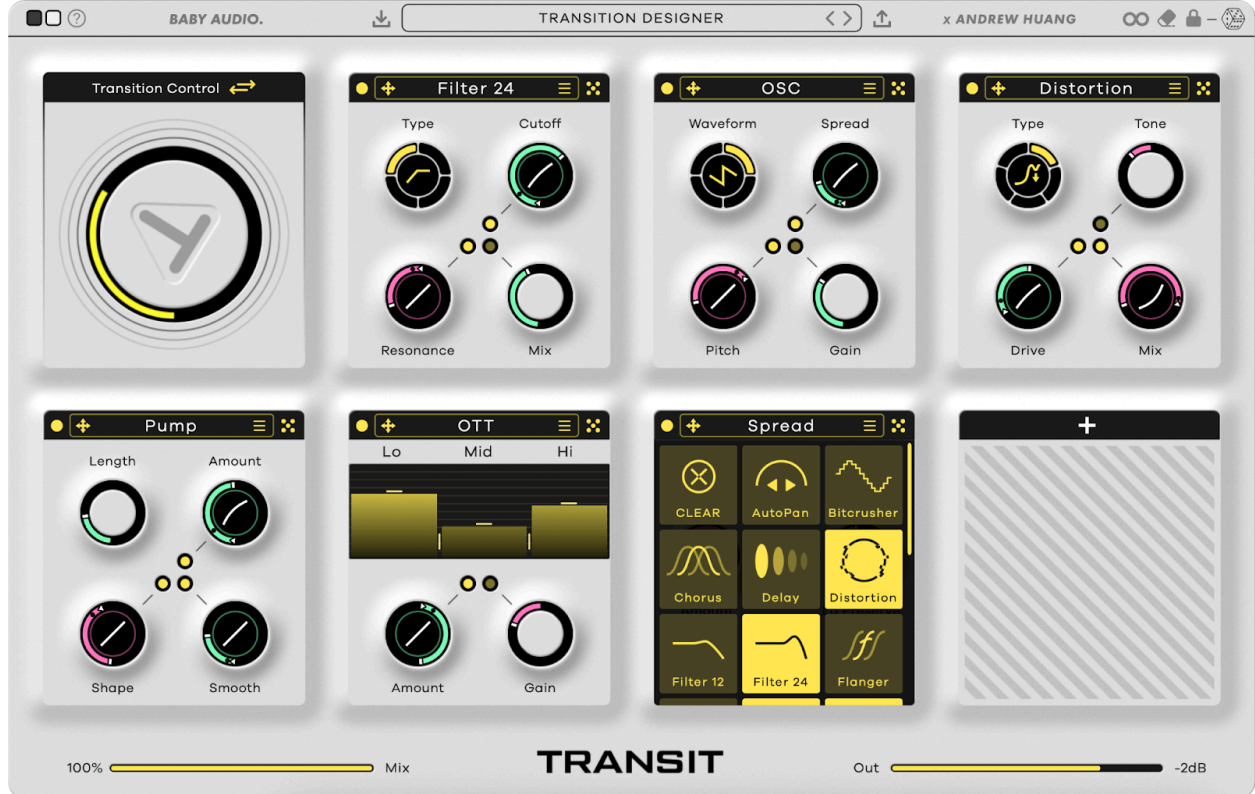 BABY AUDIO.
TRANSITION DESIGNER
x ANDREW HUANG
Transition Control
Filter 24
Type
Cutoff
Resonance
Mix
OSC
Waveform
Spread
Pitch
Gain
Distortion
Type
Tone
Drive
Mix
Pump
Length
Amount
Shape
Smooth
OTT
Lo Mid Hi
Amount
Gain
Spread
CLEAR
AutoPan
Bitcrusher
Chorus
Delay
Distortion
Filter 12
Filter 24
Flanger
100% Mix
TRANSIT
Out -2dB